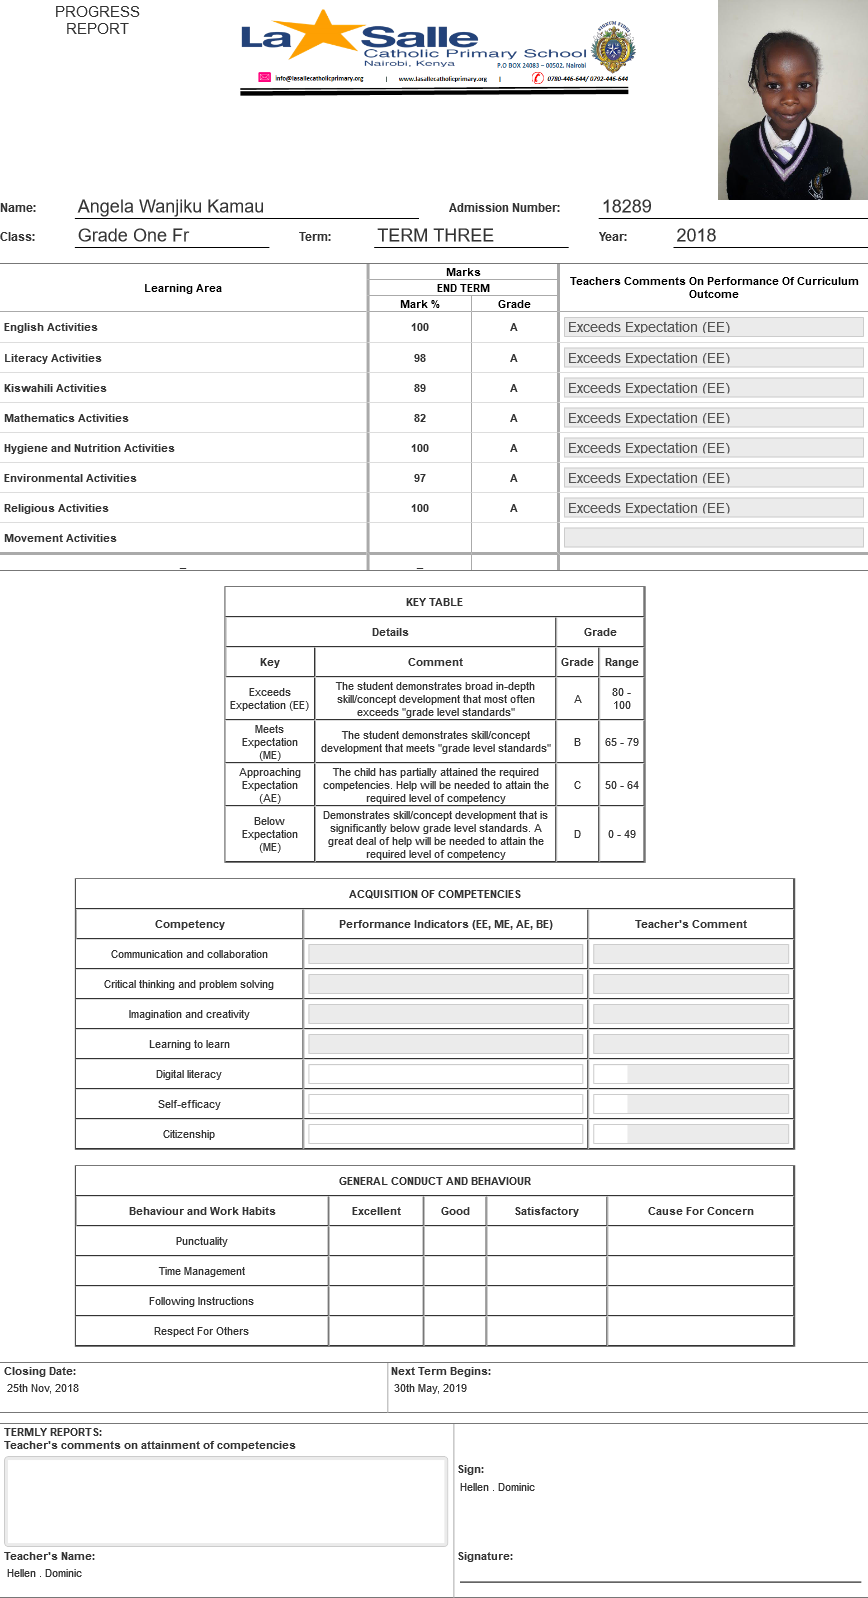 PROGRESS
REPORT
La Salle
Catholic Primary School
Nairobi, Kenya
P.O BOX 24083 – 00502. Nairobi
info@lasallecatholicprimary.org | www.lasallecatholicprimary.org | 0780-446-644/ 0792-446-644
Name: Angela Wanjiku Kamau Admission Number: 18289
Class: Grade One Fr Term: TERM THREE Year: 2018
Learning Area Marks Teachers Comments On Performance Of Curriculum Outcome
END TERM
Mark % Grade
English Activities 100 A Exceeds Expectation (EE)
Literacy Activities 98 A Exceeds Expectation (EE)
Kiswahili Activities 89 A Exceeds Expectation (EE)
Mathematics Activities 82 A Exceeds Expectation (EE)
Hygiene and Nutrition Activities 100 A Exceeds Expectation (EE)
Environmental Activities 97 A Exceeds Expectation (EE)
Religious Activities 100 A Exceeds Expectation (EE)
Movement Activities
_ _
KEY TABLE
Details Grade
Key Comment Grade Range
Exceeds Expectation (EE) The student demonstrates broad in-depth skill/concept development that most often exceeds "grade level standards" A 80 - 100
Meets Expectation (ME) The student demonstrates skill/concept development that meets "grade level standards" B 65 - 79
Approaching Expectation (AE) The child has partially attained the required competencies. Help will be needed to attain the required level of competency C 50 - 64
Below Expectation (ME) Demonstrates skill/concept development that is significantly below grade level standards. A great deal of help will be needed to attain the required level of competency D 0 - 49
ACQUISITION OF COMPETENCIES
Competency Performance Indicators (EE, ME, AE, BE) Teacher's Comment
Communication and collaboration
Critical thinking and problem solving
Imagination and creativity
Learning to learn
Digital literacy
Self-efficacy
Citizenship
GENERAL CONDUCT AND BEHAVIOUR
Behaviour and Work Habits Excellent Good Satisfactory Cause For Concern
Punctuality
Time Management
Following Instructions
Respect For Others
Closing Date: Next Term Begins:
25th Nov, 2018 30th May, 2019
TERMLY REPORTS:
Teacher's comments on attainment of competencies
Sign:
Hellen . Dominic
Teacher's Name: Signature:
Hellen . Dominic